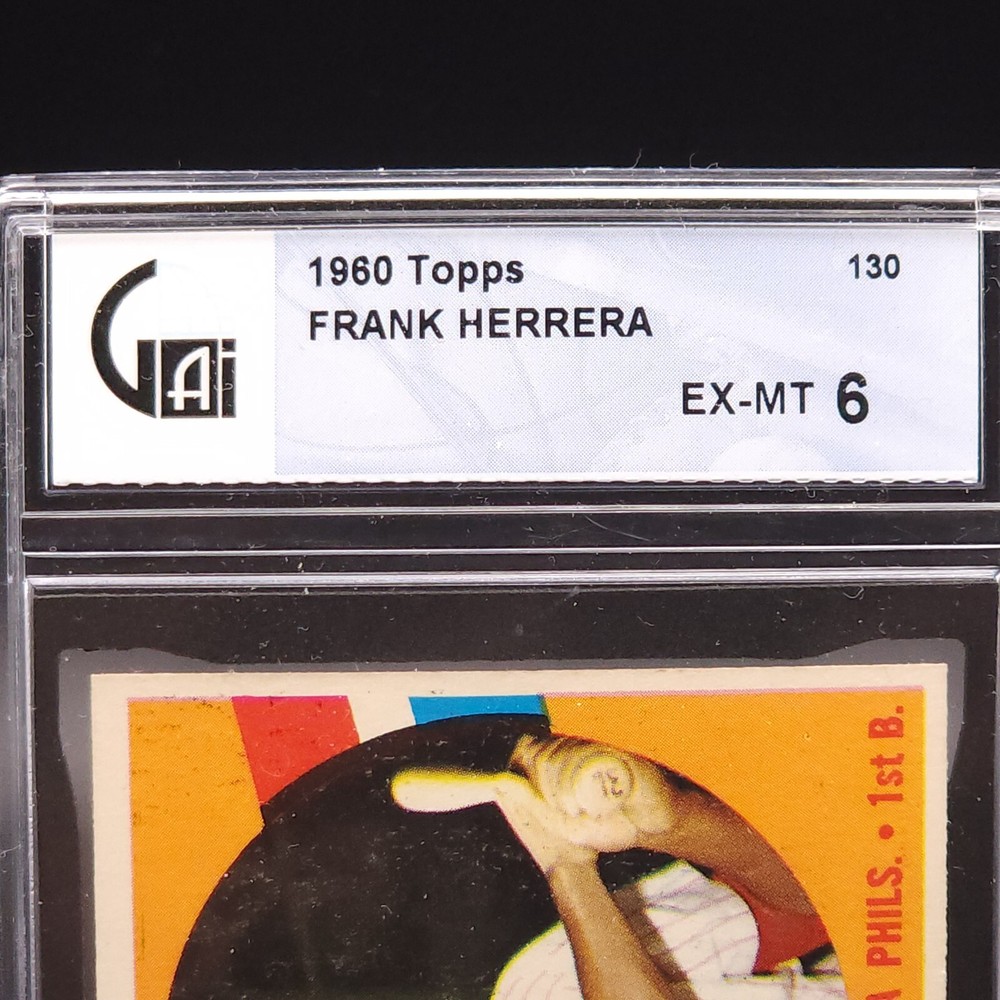 GAi
1960 Topps
130
FRANK HERRERA
EX-MT 6
PHILS. • 1st B.